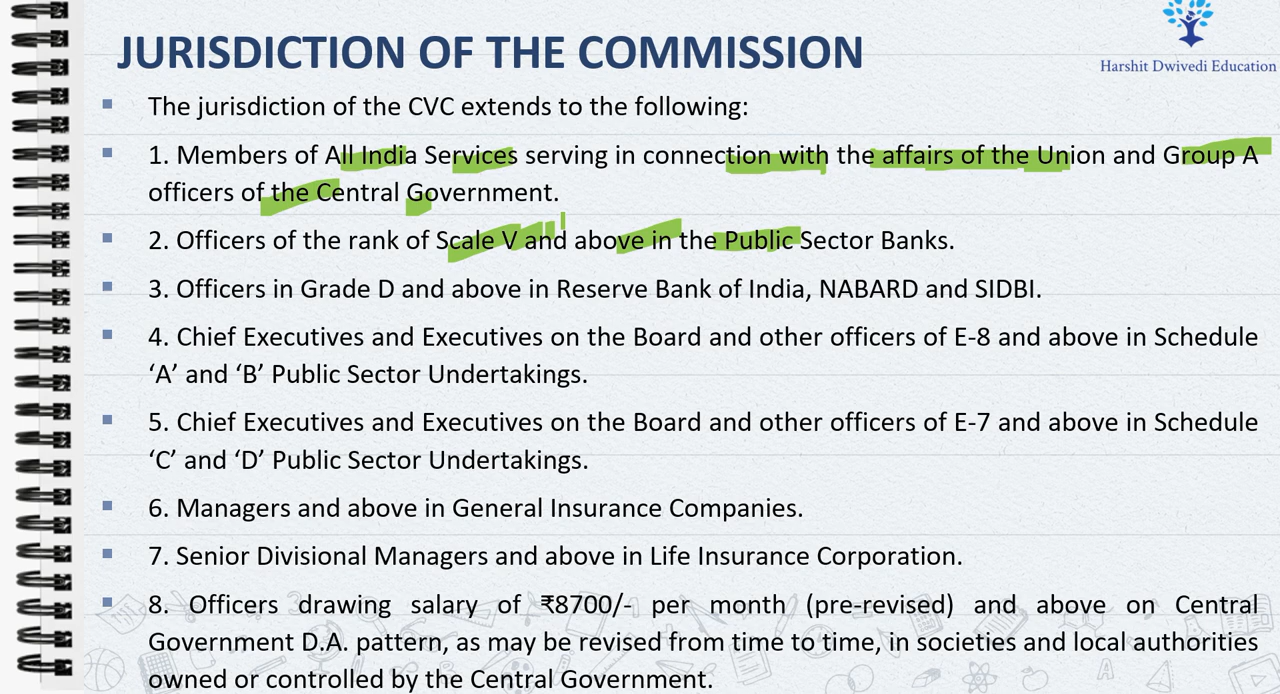 JURISDICTION OF THE COMMISSION
Harshit Dwivedi Education
The jurisdiction of the CVC extends to the following:
1. Members of All India Services serving in connection with the affairs of the Union and Group A
officers of the Central Government.
2. Officers of the rank of Scale V and above in the Public Sector Banks.
3. Officers in Grade D and above in Reserve Bank of India, NABARD and SIDBI.
4. Chief Executives and Executives on the Board and other officers of E-8 and above in Schedule
‘A’ and ‘B’ Public Sector Undertakings.
5. Chief Executives and Executives on the Board and other officers of E-7 and above in Schedule
‘C’ and ‘D’ Public Sector Undertakings.
6. Managers and above in General Insurance Companies.
7. Senior Divisional Managers and above in Life Insurance Corporation.
8. Officers drawing salary of ₹8700/- per month (pre-revised) and above on Central
Government D.A. pattern, as may be revised from time to time, in societies and local authorities
owned or controlled by the Central Government.